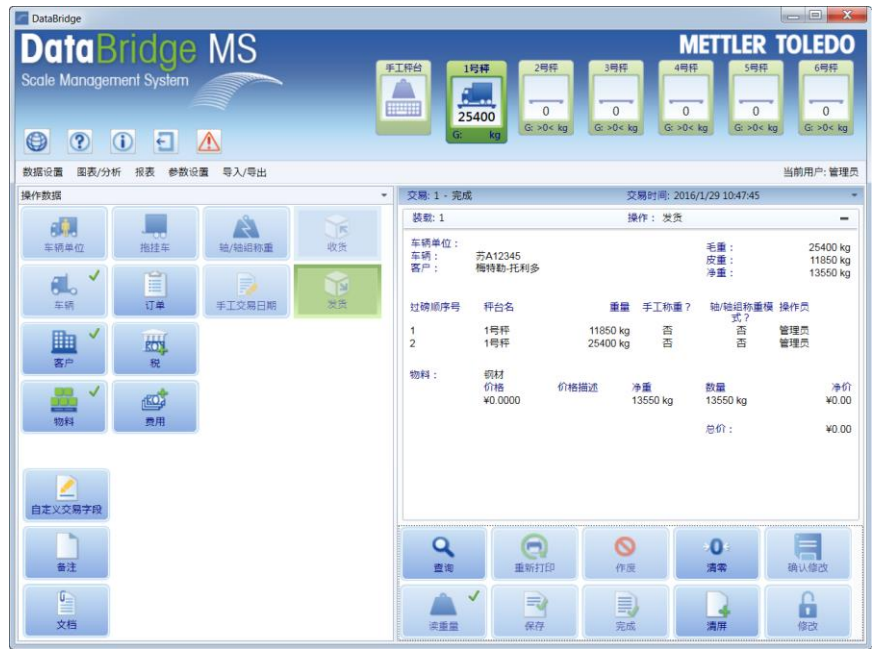 DataBridge
DataBridge MS
Scale Management System
METTLER TOLEDO
手工秤台 1号秤 2号秤 3号秤 4号秤 5号秤 6号秤
25400 0 0 0 0 0
G: kg G: >0< kg G: >0< kg G: >0< kg G: >0< kg G: >0< kg
数据设置 图表/分析 报表 参数设置 导入/导出 当前用户: 管理员
操作数据
车辆单位 拖挂车 轴/轴组称重 收货
车辆 订单 手工交易日期 发货
客户 税
物料 费用
自定义交易字段
备注
文档
交易: 1 - 完成 交易时间: 2016/1/29 10:47:45
装载: 1 操作： 发货
车辆单位：
车辆： 苏A12345
客户： 梅特勒-托利多
毛重： 25400 kg
皮重： 11850 kg
净重： 13550 kg
过磅顺序号 秤台名 重量 手工称重？ 轴/轴组称重模式？ 操作员
1 1号秤 11850 kg 否 否 管理员
2 1号秤 25400 kg 否 否 管理员
物料： 钢材
价格 价格描述 净重 数量 净价
¥0.0000 13550 kg 13550 kg ¥0.00
总价： ¥0.00
查询 重新打印 作废 清零 确认修改
读重量 保存 完成 清屏 修改